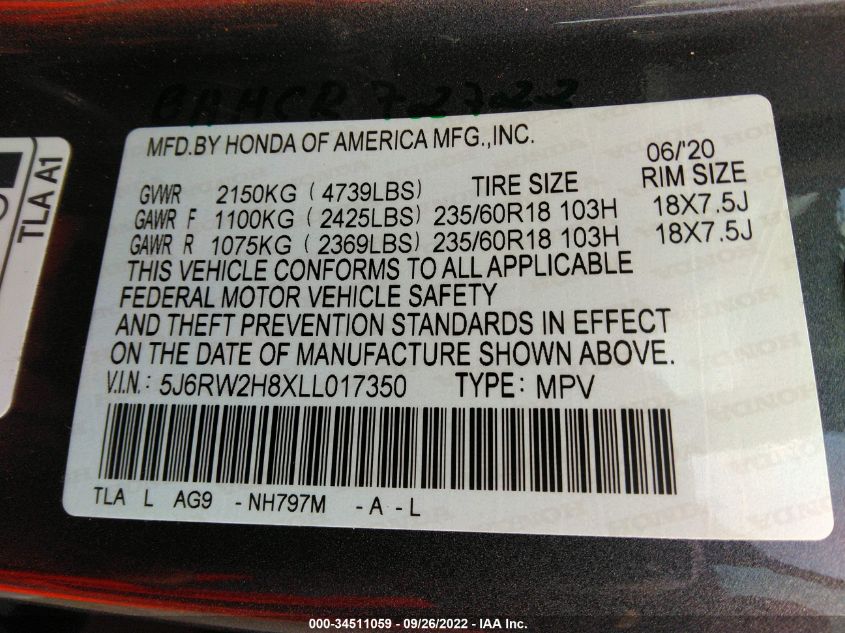 MFD.BY HONDA OF AMERICA MFG.,INC.
06/'20
GVWR 2150KG ( 4739LBS) TIRE SIZE RIM SIZE
GAWR F 1100KG ( 2425LBS) 235/60R18 103H 18X7.5J
GAWR R 1075KG ( 2369LBS) 235/60R18 103H 18X7.5J
THIS VEHICLE CONFORMS TO ALL APPLICABLE
FEDERAL MOTOR VEHICLE SAFETY
AND THEFT PREVENTION STANDARDS IN EFFECT
ON THE DATE OF MANUFACTURE SHOWN ABOVE.
V.I.N.: 5J6RW2H8XLL017350 TYPE: MPV
TLA L AG9 - NH797M - A - L
TLA A1
000-34511059 - 09/26/2022 - IAA Inc.